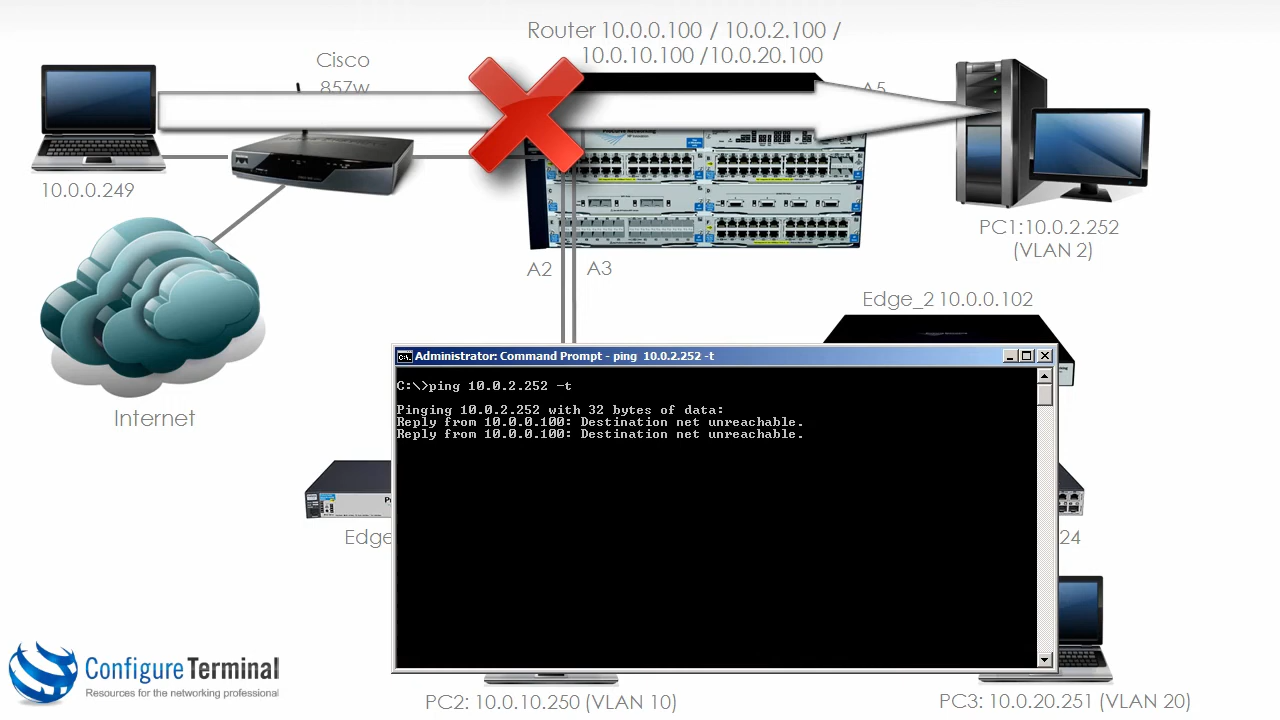 Router 10.0.0.100 / 10.0.2.100 /
10.0.10.100 /10.0.20.100
Cisco
857w
A5
10.0.0.249
PC1:10.0.2.252
(VLAN 2)
A2
A3
Edge_2 10.0.0.102
Internet
Administrator: Command Prompt - ping 10.0.2.252 -t
C:\>ping 10.0.2.252 -t
Pinging 10.0.2.252 with 32 bytes of data:
Reply from 10.0.0.100: Destination net unreachable.
Reply from 10.0.0.100: Destination net unreachable.
Edge
24
ConfigureTerminal
Resources for the networking professional
PC2: 10.0.10.250 (VLAN 10)
PC3: 10.0.20.251 (VLAN 20)